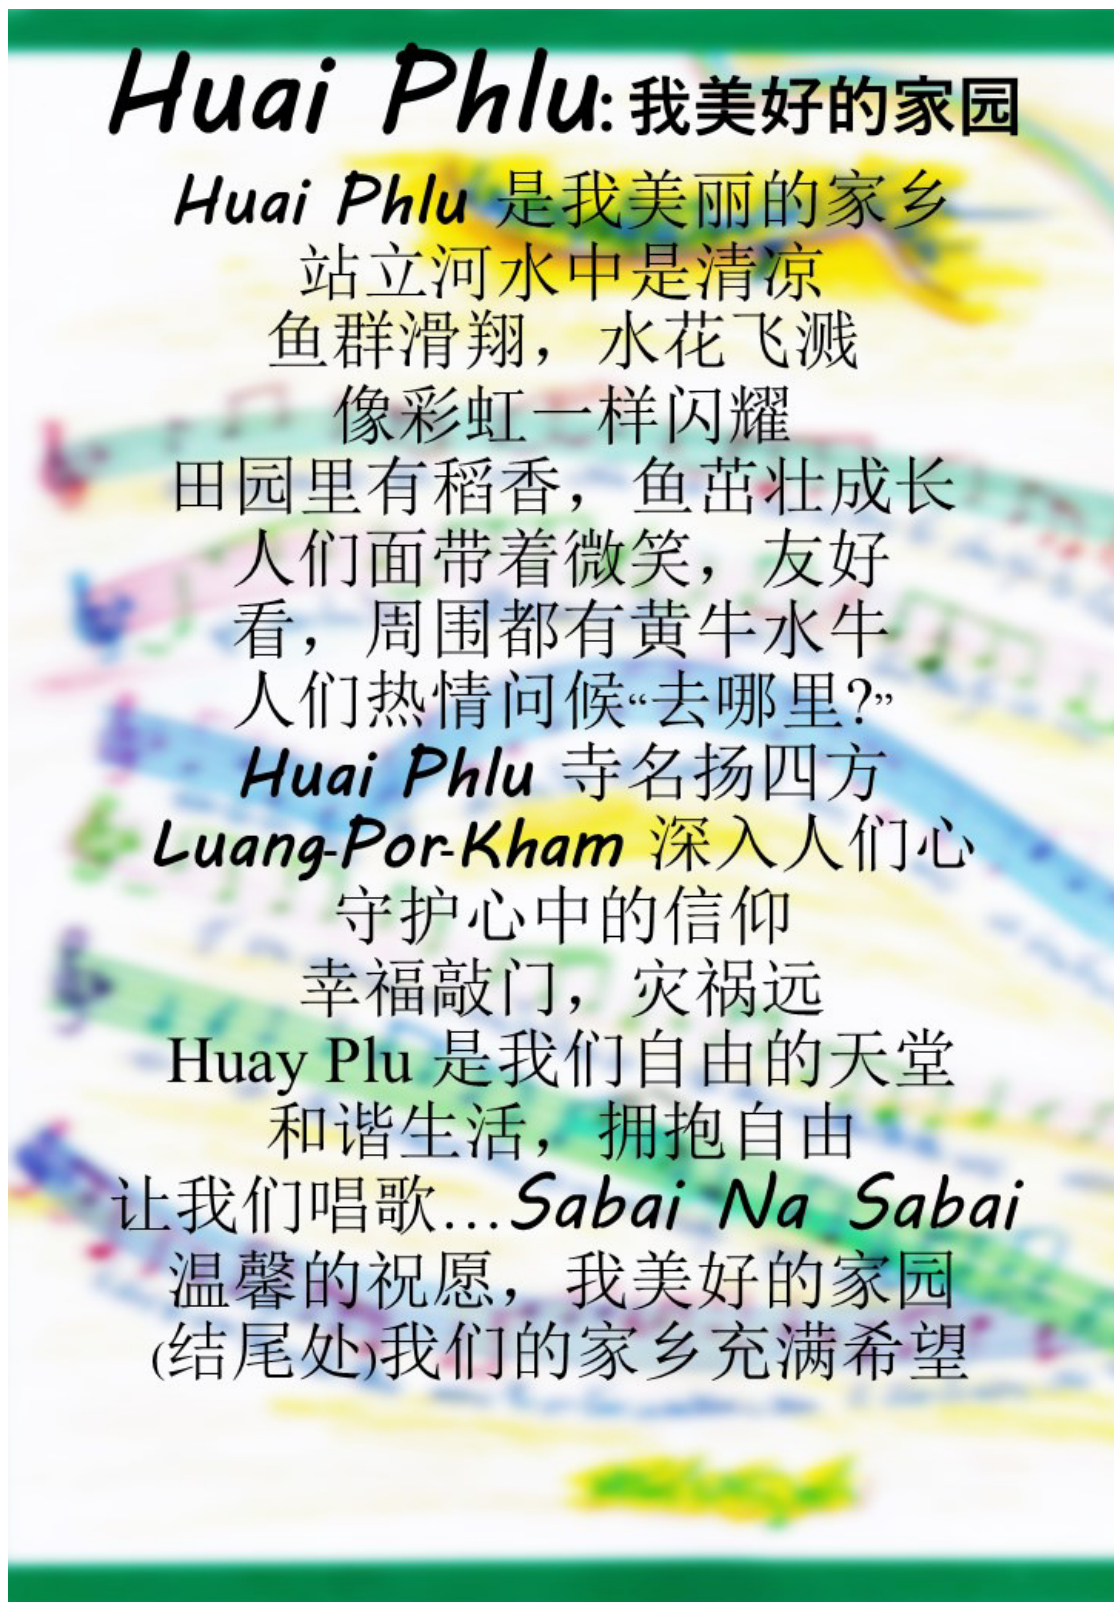 Huai Phlu: 我美好的家园
Huai Phlu 是我美丽的家乡
站立河水中是清凉
鱼群滑翔，水花飞溅
像彩虹一样闪耀
田园里有稻香，鱼茁壮成长
人们面带着微笑，友好
看，周围都有黄牛水牛
人们热情问候“去哪里?”
Huai Phlu 寺名扬四方
Luang-Por-Kham 深入人们心
守护心中的信仰
幸福敲门，灾祸远
Huay Plu 是我们自由的天堂
和谐生活，拥抱自由
让我们唱歌...Sabai Na Sabai
温馨的祝愿，我美好的家园
(结尾处)我们的家乡充满希望